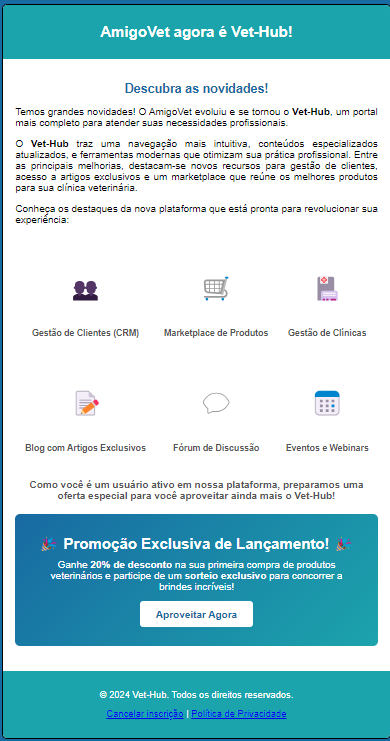 AmigoVet agora é Vet-Hub!
Descubra as novidades!
Temos grandes novidades! O AmigoVet evoluiu e se tornou o Vet-Hub, um portal
mais completo para atender suas necessidades profissionais.
O Vet-Hub traz uma navegação mais intuitiva, conteúdos especializados
atualizados, e ferramentas modernas que otimizam sua prática profissional. Entre
as principais melhorias, destacam-se novos recursos para gestão de clientes,
acesso a artigos exclusivos e um marketplace que reúne os melhores produtos
para sua clínica veterinária.
Conheça os destaques da nova plataforma que está pronta para revolucionar sua
experiência:
Gestão de Clientes (CRM)
Marketplace de Produtos
Gestão de Clínicas
Blog com Artigos Exclusivos
Fórum de Discussão
Eventos e Webinars
Como você é um usuário ativo em nossa plataforma, preparamos uma
oferta especial para você aproveitar ainda mais o Vet-Hub!
🎉 Promoção Exclusiva de Lançamento! 🎉
Ganhe 20% de desconto na sua primeira compra de produtos
veterinários e participe de um sorteio exclusivo para concorrer a
brindes incríveis!
Aproveitar Agora
© 2024 Vet-Hub. Todos os direitos reservados.
Cancelar inscrição | Política de Privacidade